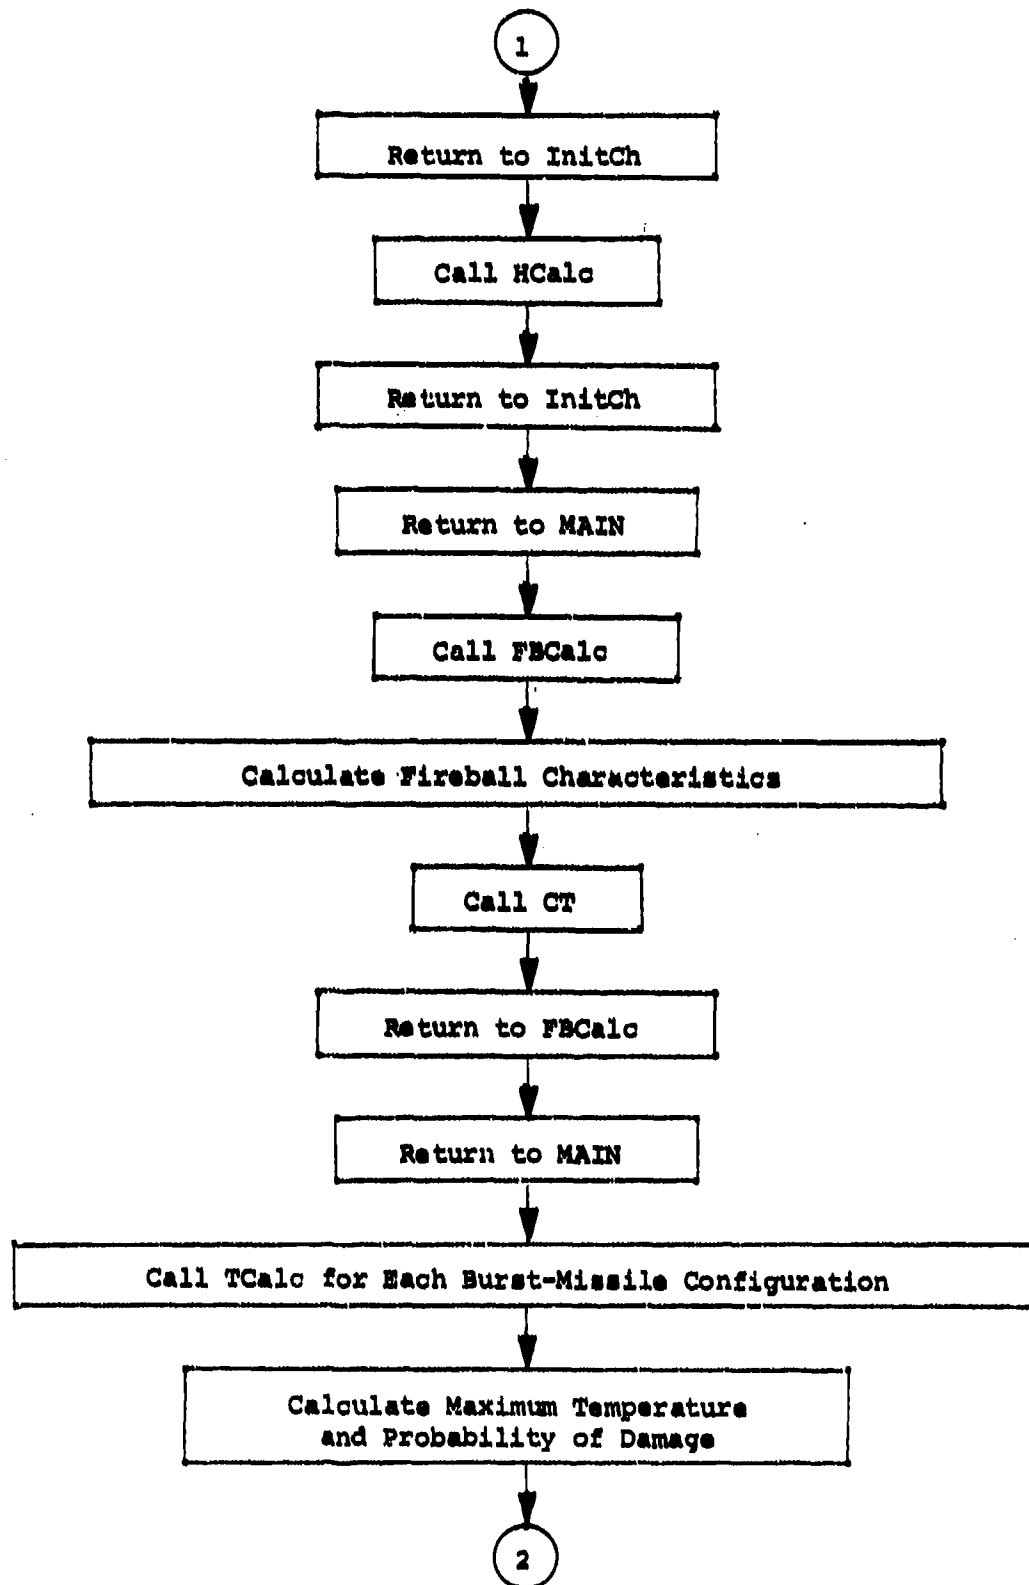 1
Return to InitCh
Call HCalc
Return to InitCh
Return to MAIN
Call FBCalc
Calculate Fireball Characteristics
Call CT
Return to FBCalc
Return to MAIN
Call TCalc for Each Burst-Missile Configuration
Calculate Maximum Temperature
and Probability of Damage
2